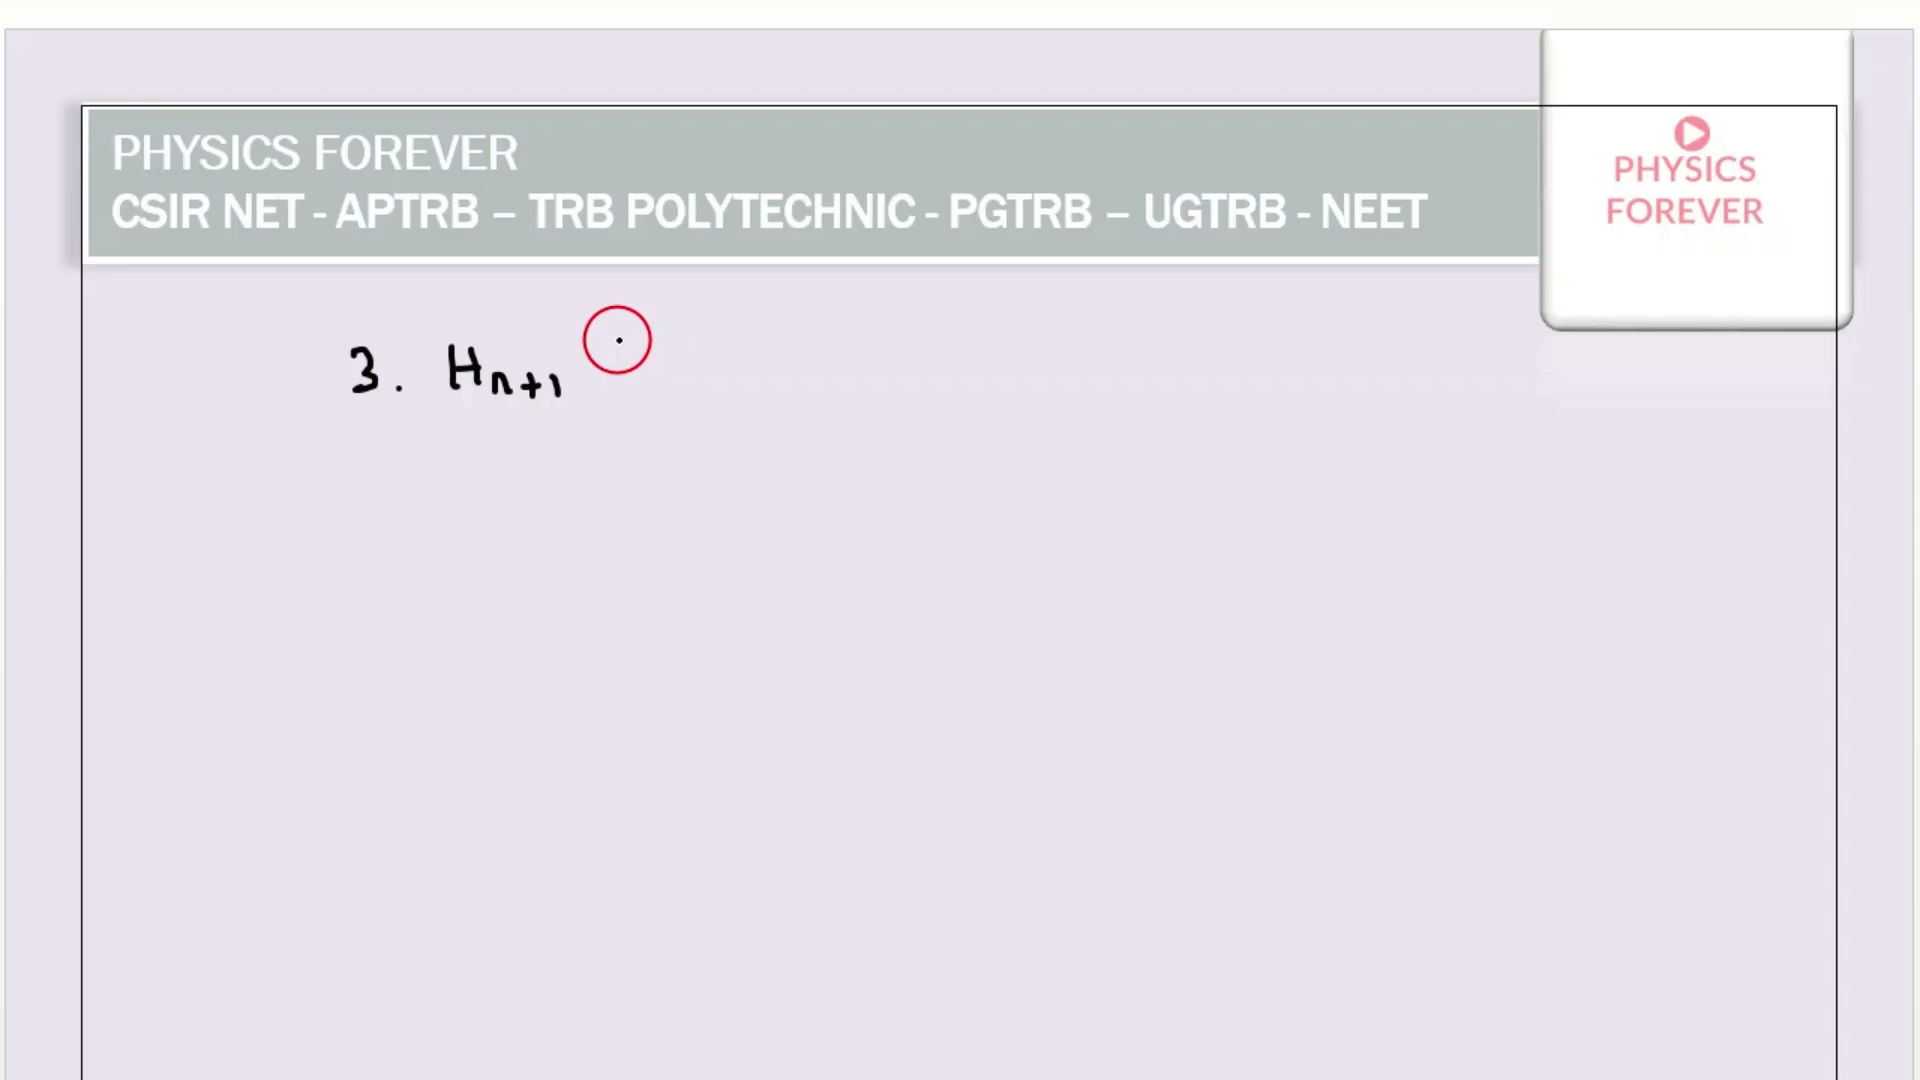 PHYSICS FOREVER
CSIR NET - APTRB – TRB POLYTECHNIC - PGTRB – UGTRB - NEET
PHYSICS
FOREVER
3. Hn+1